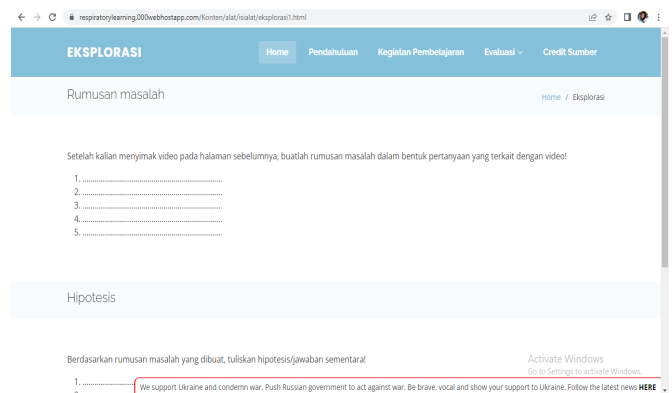 respiratorylearning.000webhostapp.com/Konten/alat/isialat/eksplorasi1.html
EKSPLORASI Home Pendahuluan Kegiatan Pembelajaran Evaluasi Credit Sumber
Rumusan masalah Home / Eksplorasi
Setelah kalian menyimak video pada halaman sebelumnya, buatlah rumusan masalah dalam bentuk pertanyaan yang terkait dengan video!
1. ................................................................
2. ................................................................
3. ................................................................
4. ................................................................
5. ................................................................
Hipotesis
Berdasarkan rumusan masalah yang dibuat, tuliskan hipotesis/jawaban sementara!
Activate Windows
Go to Settings to activate Windows.
1. ........................
We support Ukraine and condemn war. Push Russian government to act against war. Be brave, vocal and show your support to Ukraine. Follow the latest news HERE